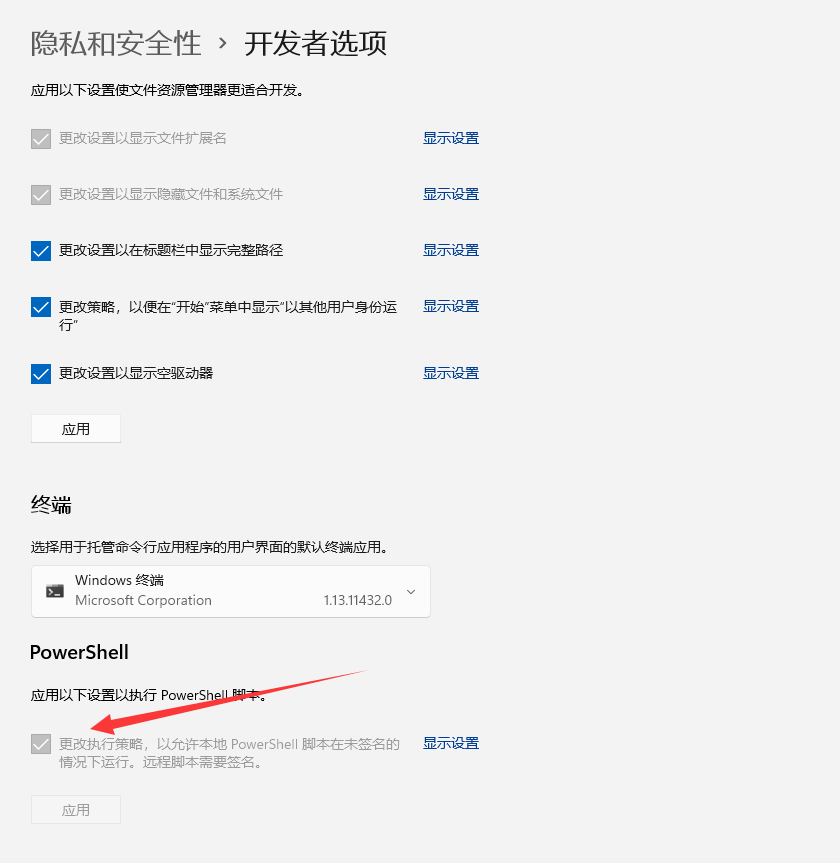 隐私和安全性 › 开发者选项
应用以下设置使文件资源管理器更适合开发。
更改设置以显示文件扩展名 显示设置
更改设置以显示隐藏文件和系统文件 显示设置
更改设置以在标题栏中显示完整路径 显示设置
更改策略，以便在“开始”菜单中显示“以其他用户身份运 显示设置
行”
更改设置以显示空驱动器 显示设置
应用
终端
选择用于托管命令行应用程序的用户界面的默认终端应用。
Windows 终端
Microsoft Corporation 1.13.11432.0
PowerShell
应用以下设置以执行 PowerShell 脚本。
更改执行策略，以允许本地 PowerShell 脚本在未签名的 显示设置
情况下运行。远程脚本需要签名。
应用